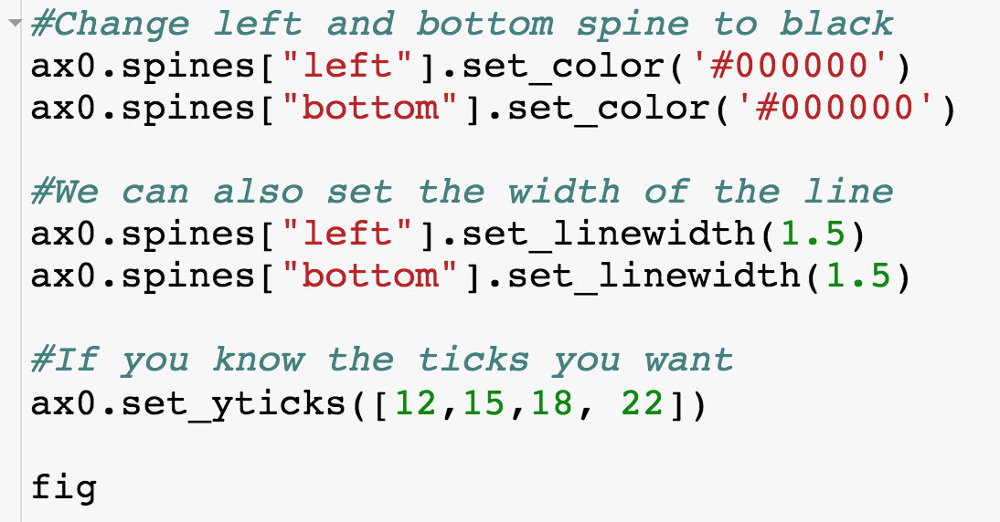 #Change left and bottom spine to black
ax0.spines["left"].set_color('#000000')
ax0.spines["bottom"].set_color('#000000')
#We can also set the width of the line
ax0.spines["left"].set_linewidth(1.5)
ax0.spines["bottom"].set_linewidth(1.5)
#If you know the ticks you want
ax0.set_yticks([12,15,18, 22])
fig